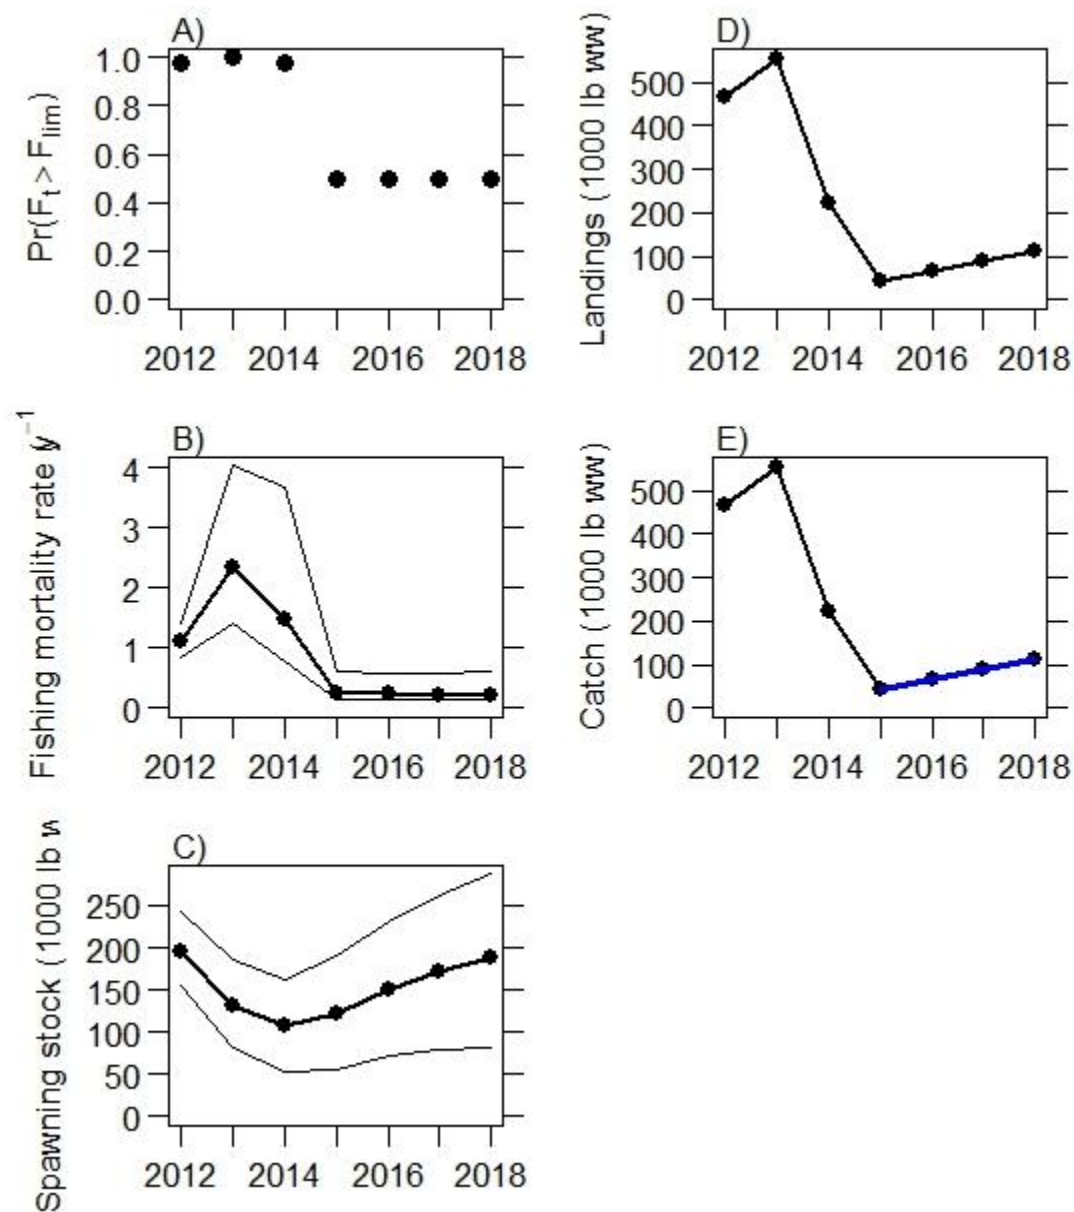 A)
Pr(Fₜ > Fₗᵢₘ)
1.0
0.8
0.6
0.4
0.2
0.0
2012 2014 2016 2018
B)
Fishing mortality rate y⁻¹
4
3
2
1
0
2012 2014 2016 2018
C)
Spawning stock (1000 lb w
250
200
150
100
50
0
2012 2014 2016 2018
D)
Landings (1000 lb ww)
500
400
300
200
100
0
2012 2014 2016 2018
E)
Catch (1000 lb ww)
500
400
300
200
100
0
2012 2014 2016 2018